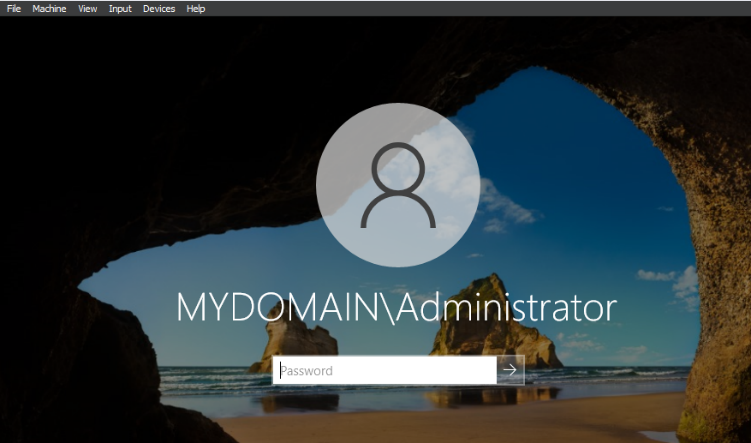 File Machine View Input Devices Help
MYDOMAIN\Administrator
Password